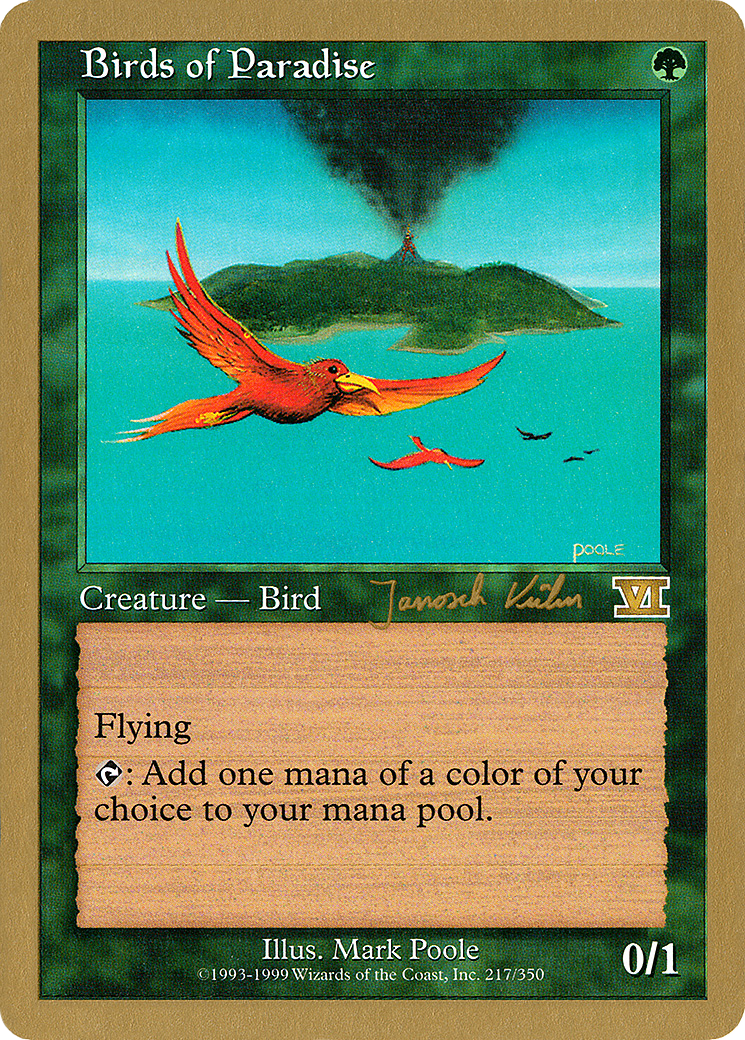 Birds of Paradise
POOLE
Creature — Bird
Janosch Kühn
VI
Flying
: Add one mana of a color of your
choice to your mana pool.
Illus. Mark Poole
©1993-1999 Wizards of the Coast, Inc. 217/350
0/1